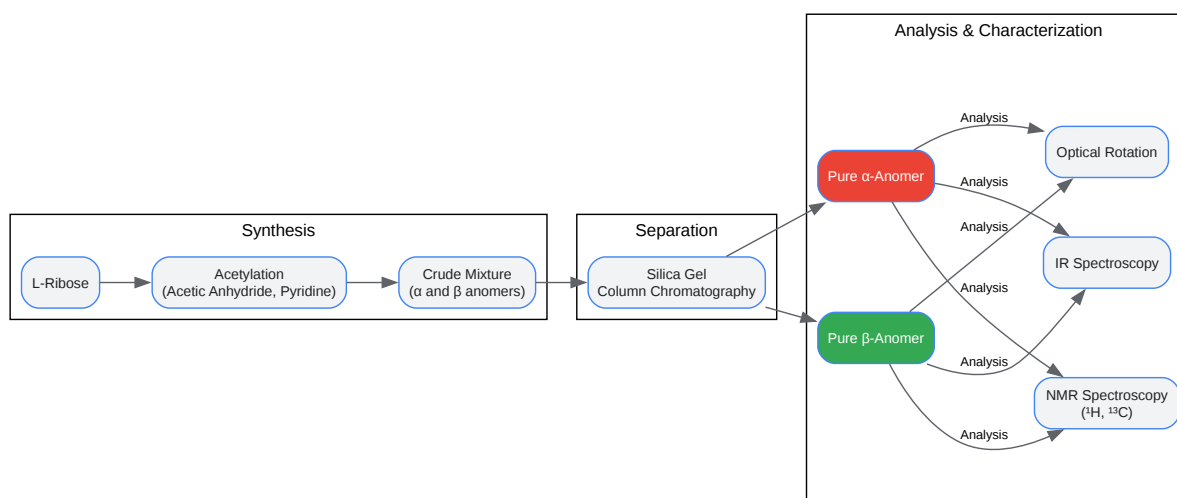 Synthesis
L-Ribose
Acetylation
(Acetic Anhydride, Pyridine)
Crude Mixture
(α and β anomers)
Separation
Silica Gel
Column Chromatography
Analysis & Characterization
Pure α-Anomer
Pure β-Anomer
Analysis
Analysis
Analysis
Analysis
Analysis
Analysis
Optical Rotation
IR Spectroscopy
NMR Spectroscopy
(¹H, ¹³C)